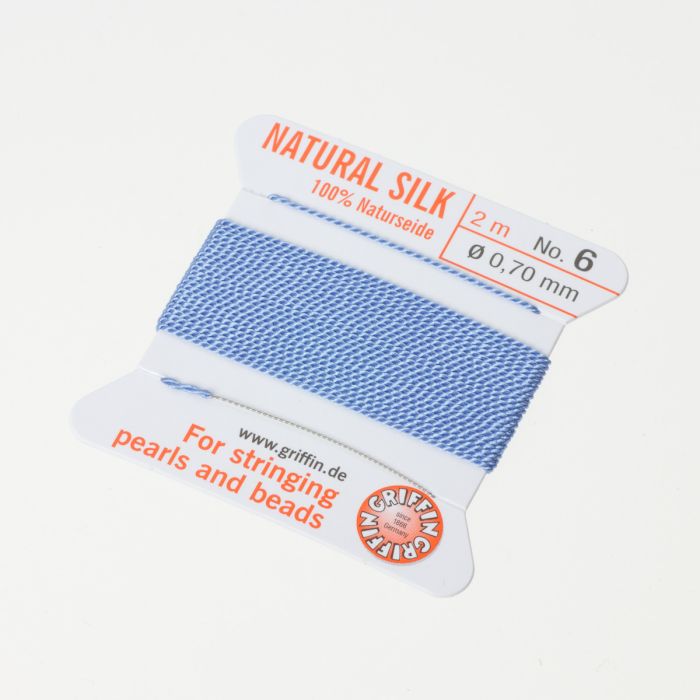 NATURAL SILK
100% Naturseide
2 m
No. 6
Ø 0,70 mm
www.griffin.de
For stringing
pearls and beads
GRIFFIN
since
1866
Germany
GRIFFIN